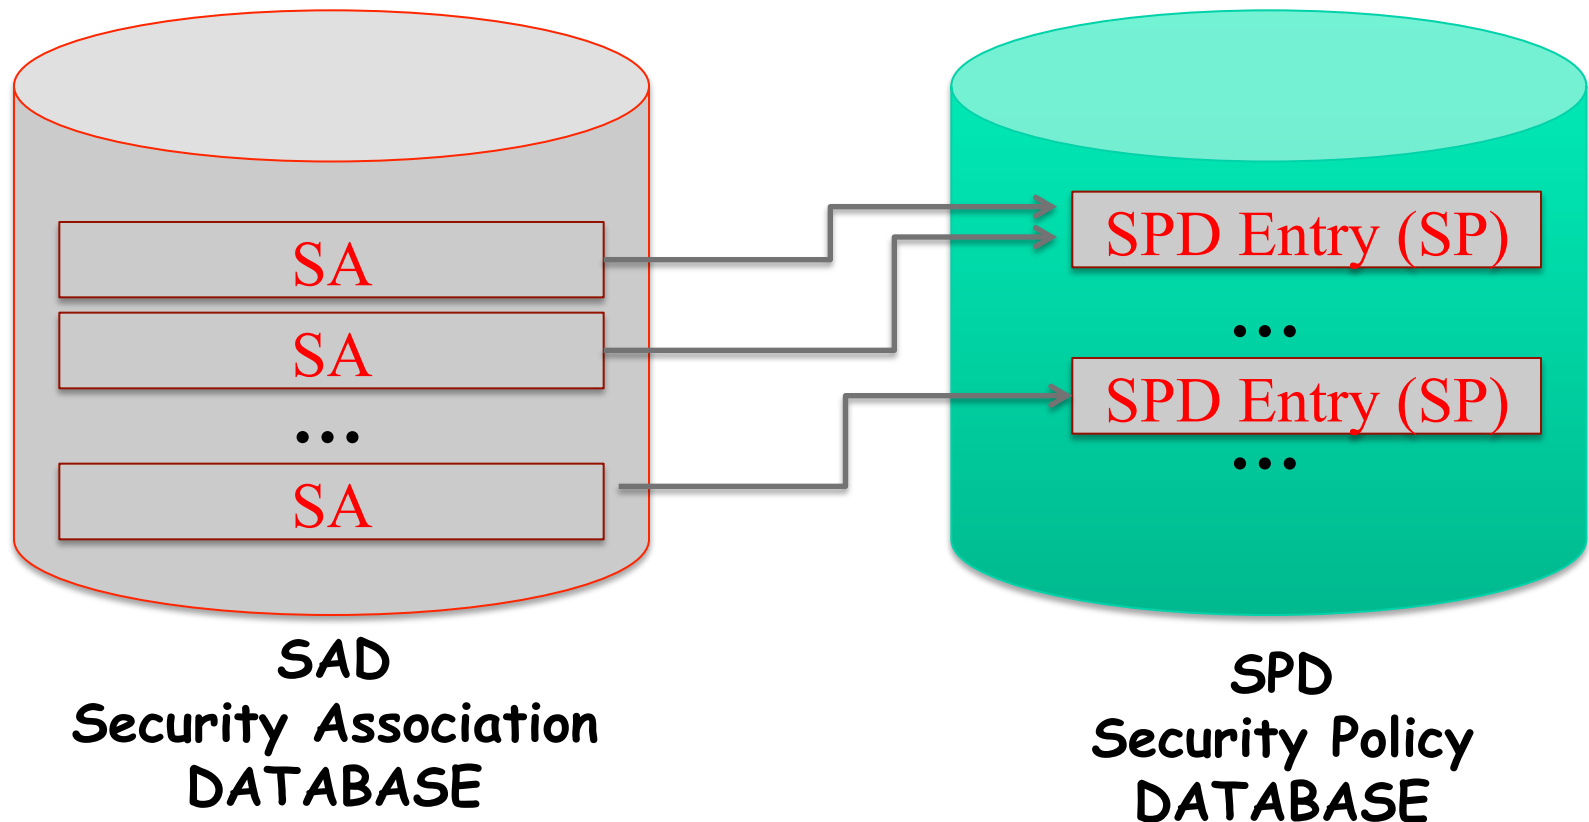 SA
SA
...
SA
SPD Entry (SP)
...
SPD Entry (SP)
...
SAD
Security Association
DATABASE
SPD
Security Policy
DATABASE